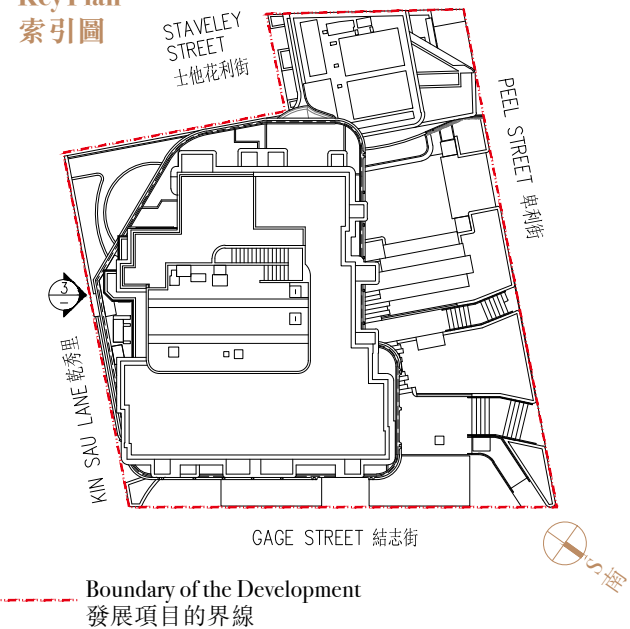 Key Plan
索引圖
STAVELEY
STREET
士他花利街
PEEL STREET 卑利街
3
KIN SAU LANE 乾秀里
GAGE STREET 結志街
S 南
Boundary of the Development
發展項目的界線